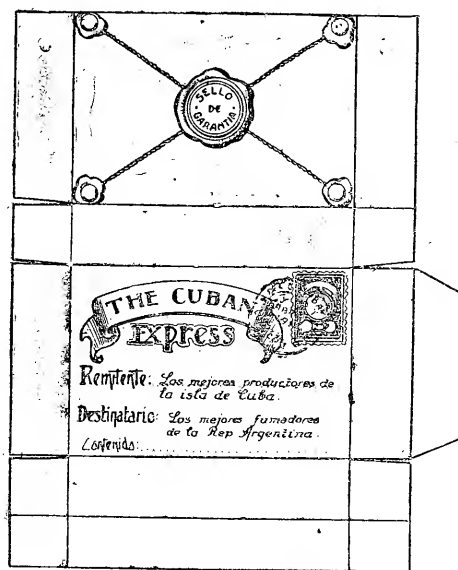 SELLO
DE
GARANTIA
THE CUBAN
EXPRESS
Remitente: Los mejores productores de
la isla de Cuba.
Destinatario: Los mejores fumadores
de la Rep Argentina.
Contenido:..............................